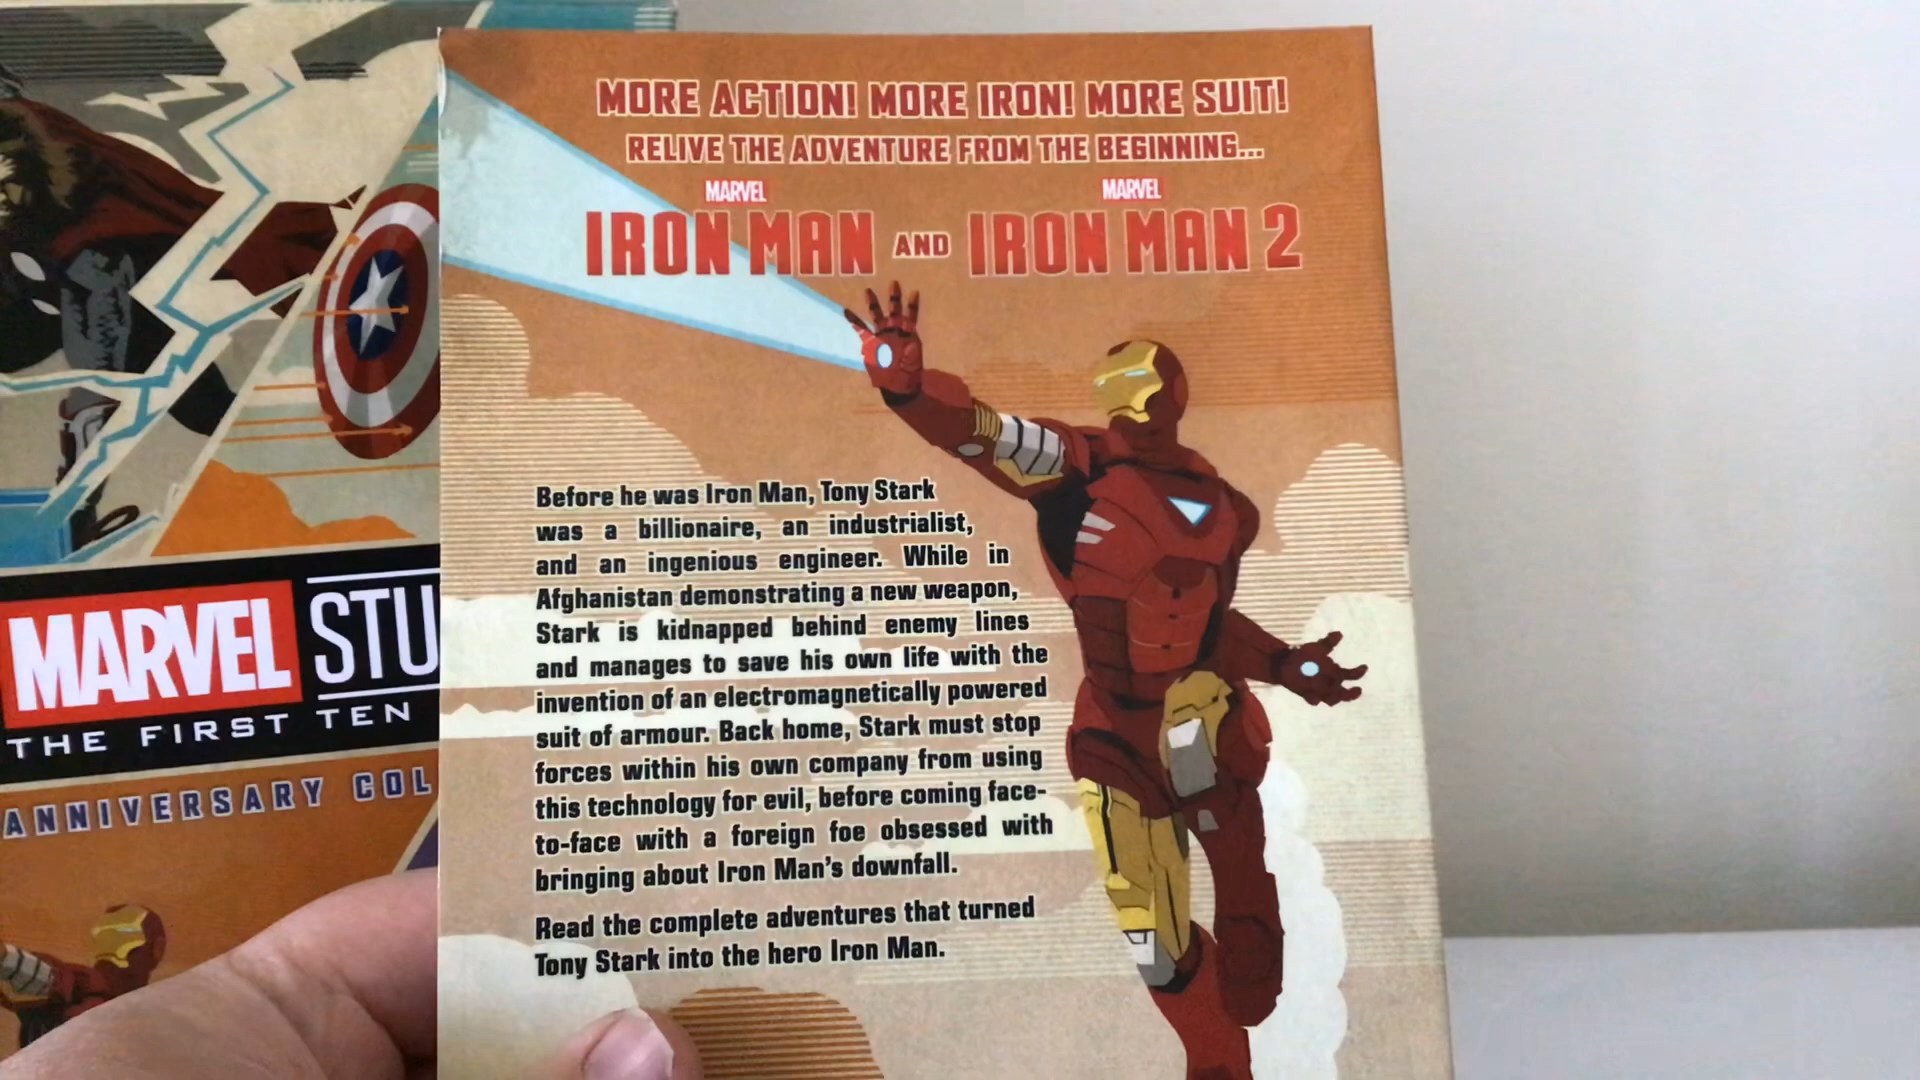 MORE ACTION! MORE IRON! MORE SUIT!
RELIVE THE ADVENTURE FROM THE BEGINNING...
MARVEL
IRON MAN AND
MARVEL
IRON MAN 2
Before he was Iron Man, Tony Stark
was a billionaire, an industrialist,
and an ingenious engineer. While in
Afghanistan demonstrating a new weapon,
Stark is kidnapped behind enemy lines
and manages to save his own life with the
invention of an electromagnetically powered
suit of armour. Back home, Stark must stop
forces within his own company from using
this technology for evil, before coming face-
to-face with a foreign foe obsessed with
bringing about Iron Man's downfall.
Read the complete adventures that turned
Tony Stark into the hero Iron Man.
MARVEL STU
THE FIRST TEN
ANNIVERSARY COL